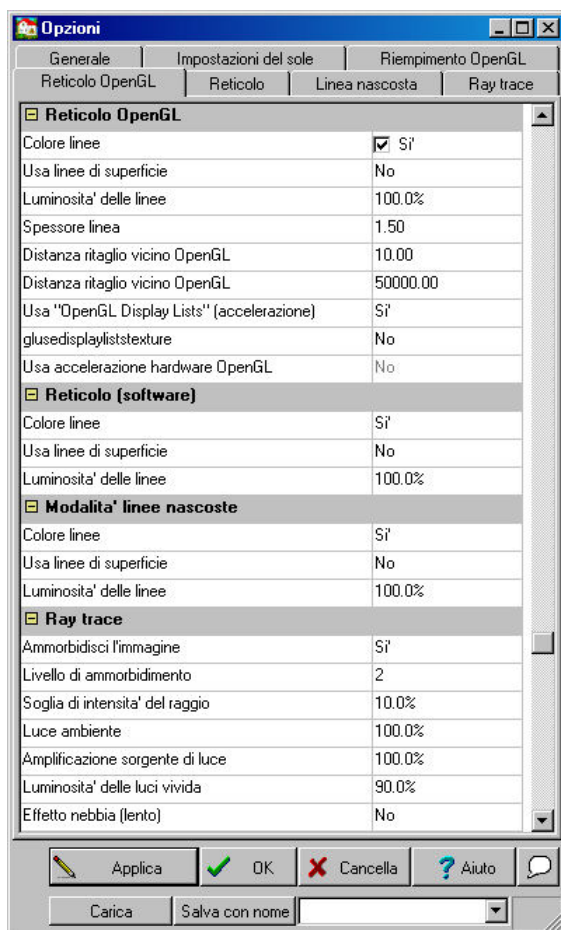 Opzioni
Generale Impostazioni del sole Riempimento OpenGL
Reticolo OpenGL Reticolo Linea nascosta Ray trace
Reticolo OpenGL
Colore linee Si'
Usa linee di superficie No
Luminosita' delle linee 100.0%
Spessore linea 1.50
Distanza ritaglio vicino OpenGL 10.00
Distanza ritaglio vicino OpenGL 50000.00
Usa "OpenGL Display Lists" (accelerazione) Si'
glusedisplayliststexture No
Usa accelerazione hardware OpenGL No
Reticolo (software)
Colore linee Si'
Usa linee di superficie No
Luminosita' delle linee 100.0%
Modalita' linee nascoste
Colore linee Si'
Usa linee di superficie No
Luminosita' delle linee 100.0%
Ray trace
Ammorbidisci l'immagine Si'
Livello di ammorbidimento 2
Soglia di intensita' del raggio 10.0%
Luce ambiente 100.0%
Amplificazione sorgente di luce 100.0%
Luminosita' delle luci vivida 90.0%
Effetto nebbia (lento) No
Applica OK Cancella Aiuto
Carica Salva con nome